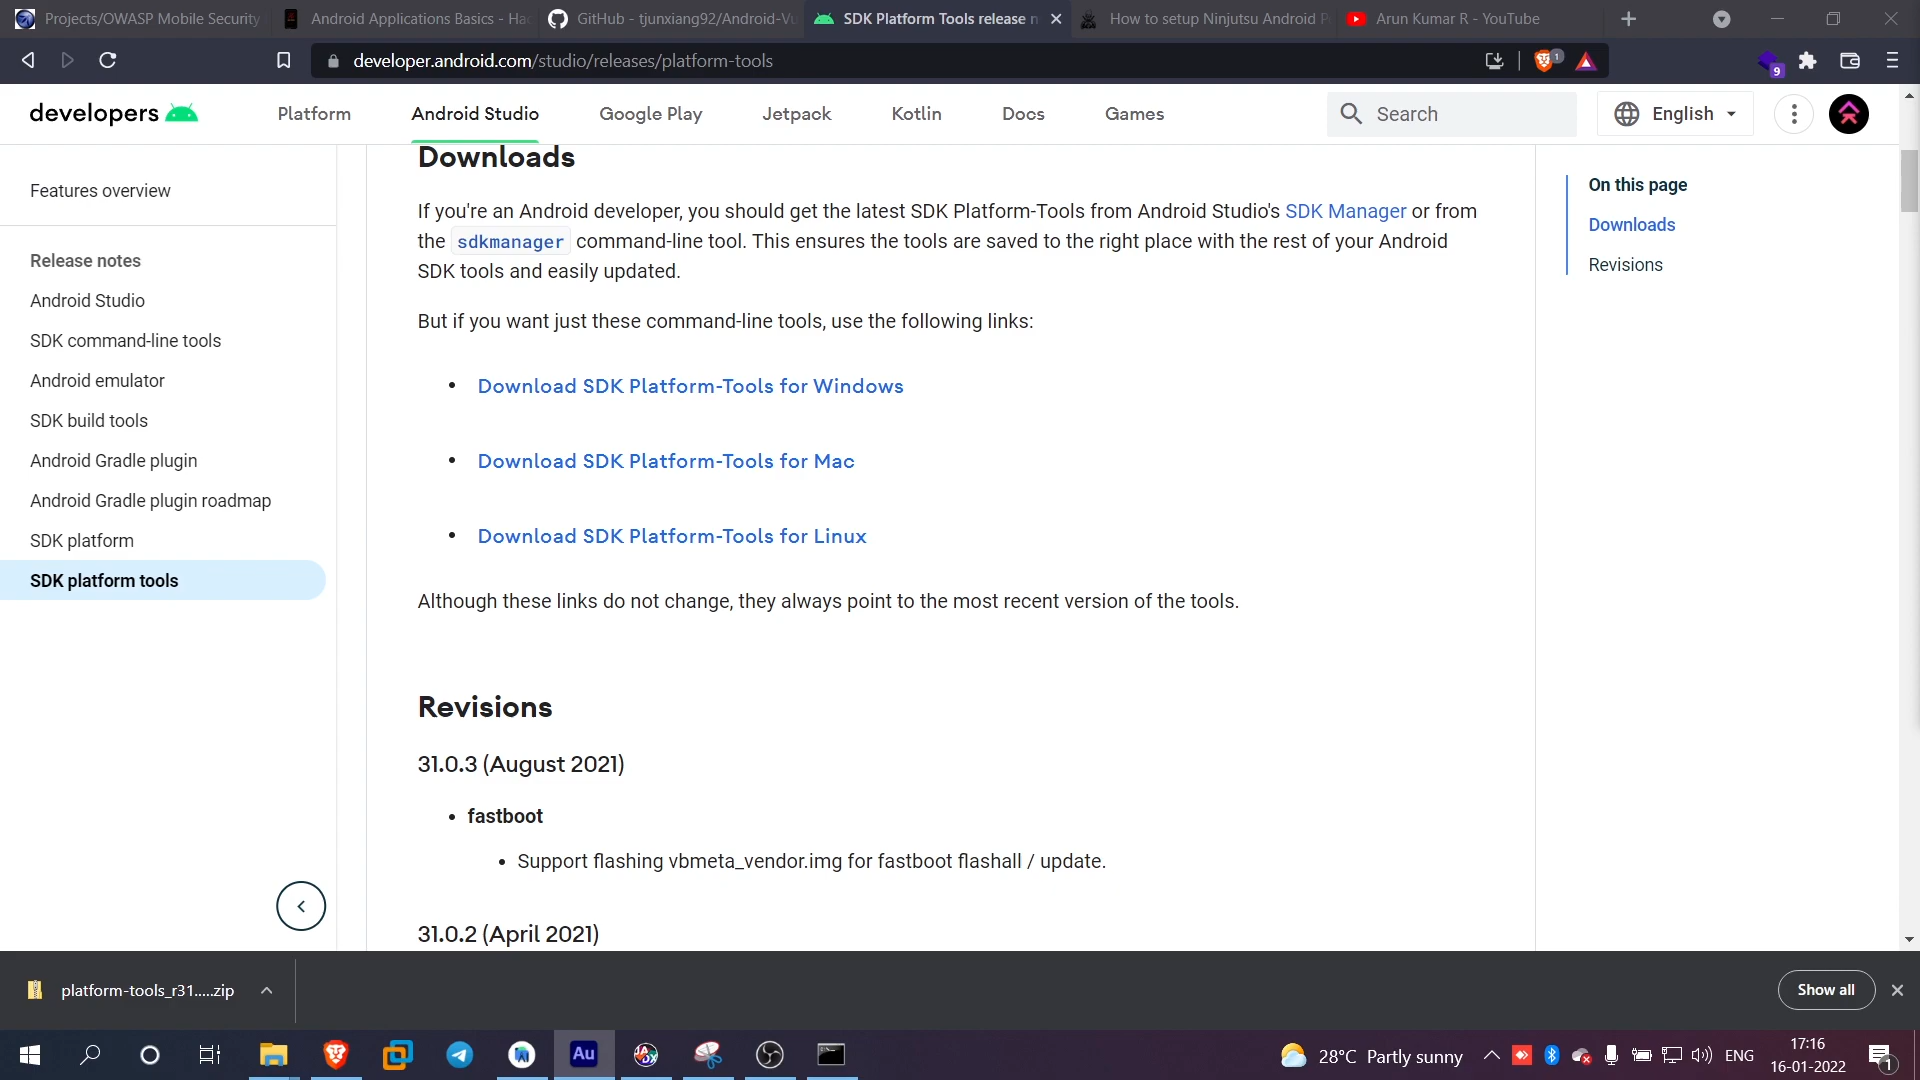 Projects/OWASP Mobile Security
Android Applications Basics - Hac
GitHub - tjunxiang92/Android-Vu
SDK Platform Tools release n
How to setup Ninjutsu Android P
Arun Kumar R - YouTube
developer.android.com/studio/releases/platform-tools
1
9
developers
Platform
Android Studio
Google Play
Jetpack
Kotlin
Docs
Games
Search
English
Features overview
Release notes
Android Studio
SDK command-line tools
Android emulator
SDK build tools
Android Gradle plugin
Android Gradle plugin roadmap
SDK platform
SDK platform tools
Downloads
If you're an Android developer, you should get the latest SDK Platform-Tools from Android Studio's SDK Manager or from
the sdkmanager command-line tool. This ensures the tools are saved to the right place with the rest of your Android
SDK tools and easily updated.
But if you want just these command-line tools, use the following links:
• Download SDK Platform-Tools for Windows
• Download SDK Platform-Tools for Mac
• Download SDK Platform-Tools for Linux
Although these links do not change, they always point to the most recent version of the tools.
Revisions
31.0.3 (August 2021)
• fastboot
• Support flashing vbmeta_vendor.img for fastboot flashall / update.
31.0.2 (April 2021)
On this page
Downloads
Revisions
platform-tools_r31.....zip
Show all
Au
28°C Partly sunny
ENG
17:16
16-01-2022
1